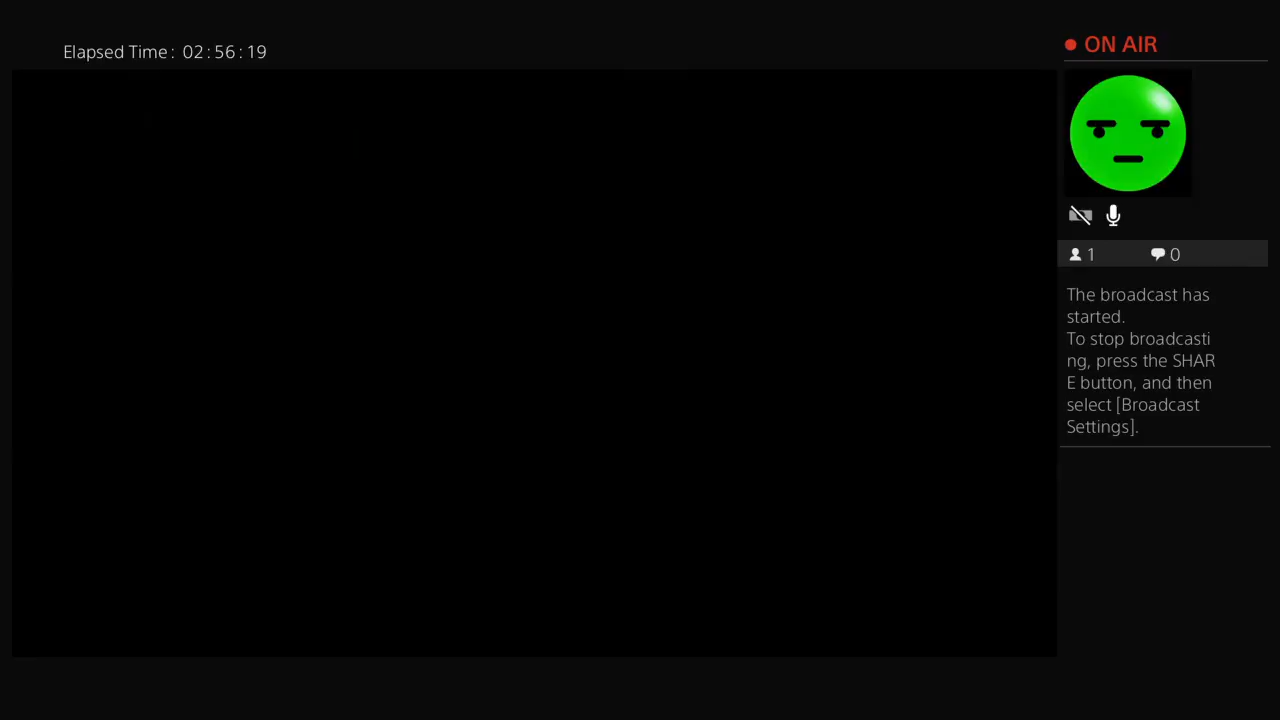 Elapsed Time: 02:56:19
ON AIR
1 0
The broadcast has
started.
To stop broadcasti
ng, press the SHAR
E button, and then
select [Broadcast
Settings].